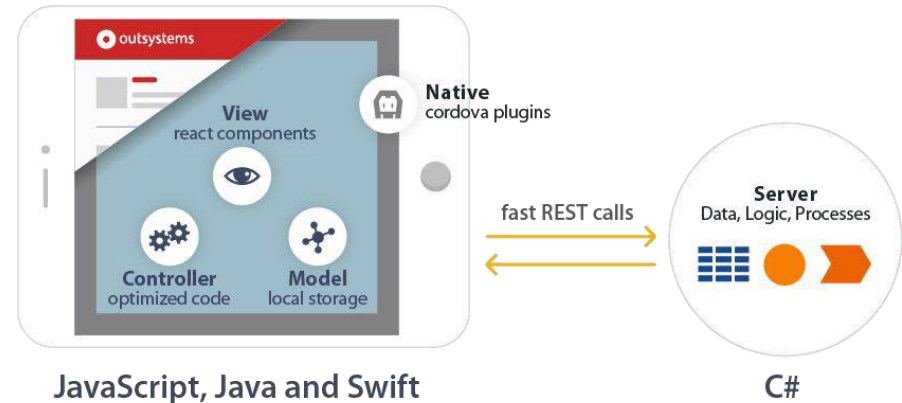 outsystems
Native
cordova plugins
View
react components
Controller
optimized code
Model
local storage
fast REST calls
Server
Data, Logic, Processes
JavaScript, Java and Swift
C#